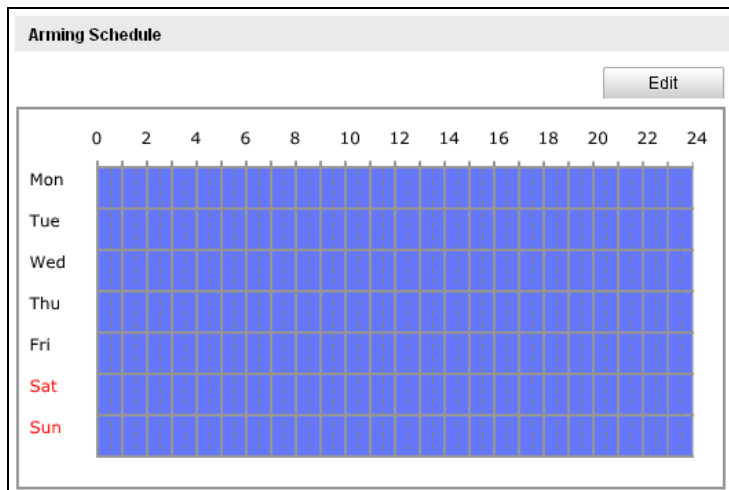 Arming Schedule
Edit
0 2 4 6 8 10 12 14 16 18 20 22 24
Mon
Tue
Wed
Thu
Fri
Sat
Sun